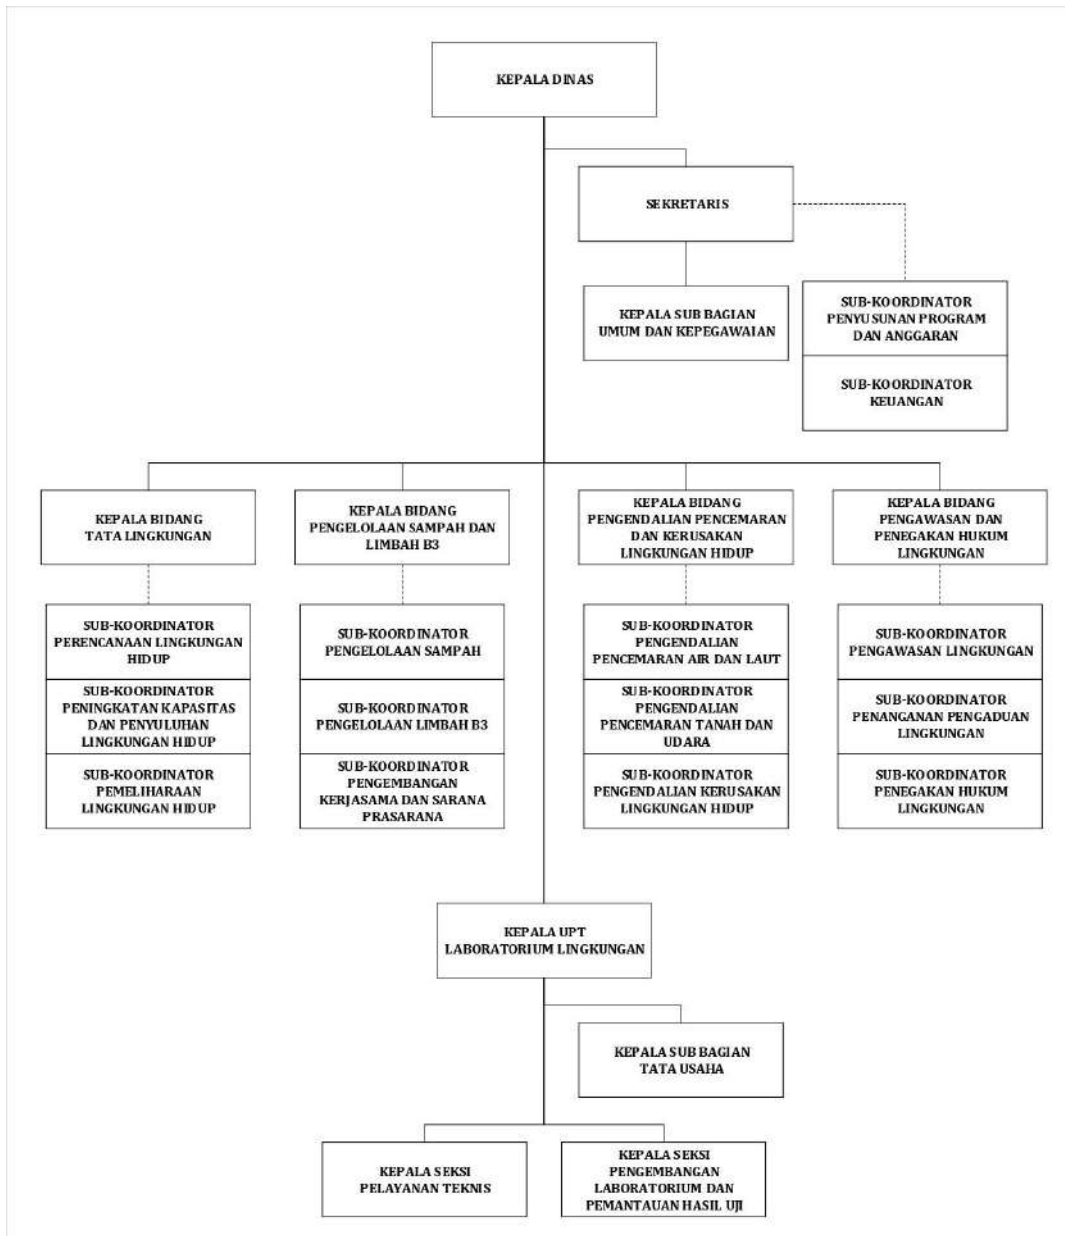 KEPALA DINAS
SEKRETARIS
KEPALA SUB BAGIAN
UMUM DAN KEPEGAWAIAN
SUB-KOORDINATOR
PENYUSUNAN PROGRAM
DAN ANGGARAN
SUB-KOORDINATOR
KEUANGAN
KEPALA BIDANG
TATA LINGKUNGAN
KEPALA BIDANG
PENGELOLAAN SAMPAH DAN
LIMBAH B3
KEPALA BIDANG
PENGENDALIAN PENCEMARAN
DAN KERUSAKAN
LINGKUNGAN HIDUP
KEPALA BIDANG
PENGAWASAN DAN
PENEGAKAN HUKUM
LINGKUNGAN
SUB-KOORDINATOR
PERENCANAAN LINGKUNGAN
HIDUP
SUB-KOORDINATOR
PENINGKATAN KAPASITAS
DAN PENYULUHAN
LINGKUNGAN HIDUP
SUB-KOORDINATOR
PEMELIHARAAN
LINGKUNGAN HIDUP
SUB-KOORDINATOR
PENGELOLAAN SAMPAH
SUB-KOORDINATOR
PENGELOLAAN LIMBAH B3
SUB-KOORDINATOR
PENGEMBANGAN
KERJASAMA DAN SARANA
PRASARANA
SUB-KOORDINATOR
PENGENDALIAN
PENCEMARAN AIR DAN LAUT
SUB-KOORDINATOR
PENGENDALIAN
PENCEMARAN TANAH DAN
UDARA
SUB-KOORDINATOR
PENGENDALIAN KERUSAKAN
LINGKUNGAN HIDUP
SUB-KOORDINATOR
PENGAWASAN LINGKUNGAN
SUB-KOORDINATOR
PENANGANAN PENGADUAN
LINGKUNGAN
SUB-KOORDINATOR
PENEGAKAN HUKUM
LINGKUNGAN
KEPALA UPT
LABORATORIUM LINGKUNGAN
KEPALA SUB BAGIAN
TATA USAHA
KEPALA SEKSI
PELAYANAN TEKNIS
KEPALA SEKSI
PENGEMBANGAN
LABORATORIUM DAN
PEMANTAUAN HASIL UJI